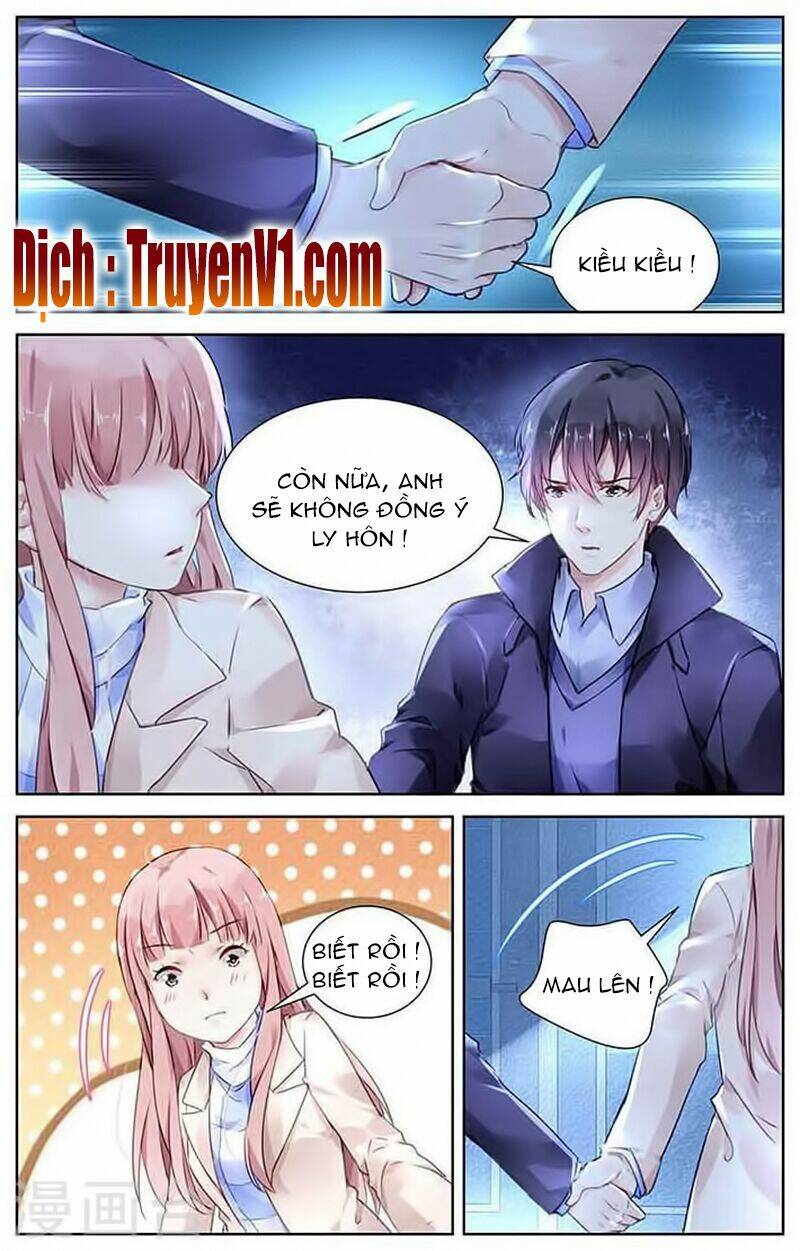 Dịch : TruyenV1.com
KIỀU KIỀU !
CÒN NỮA, ANH
SẼ KHÔNG ĐỒNG Ý
LY HÔN !
BIẾT RỒI !
BIẾT RỒI !
MAU LÊN !
漫画台